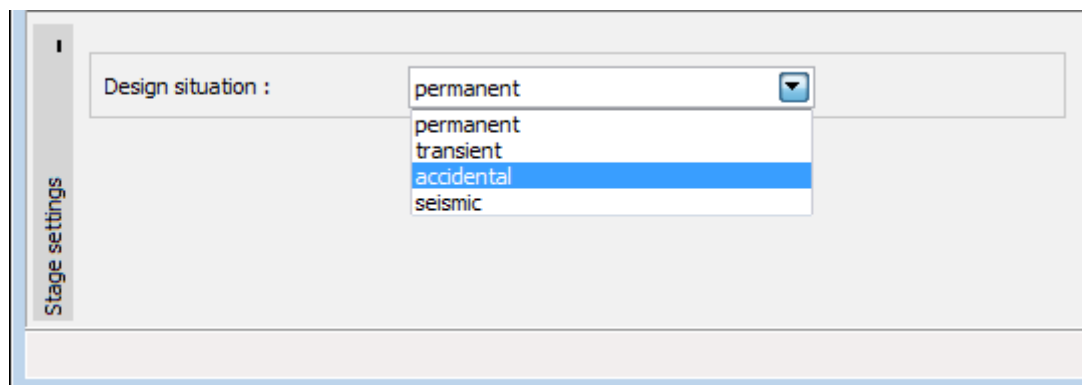 Design situation :
permanent
permanent
transient
accidental
seismic
Stage settings